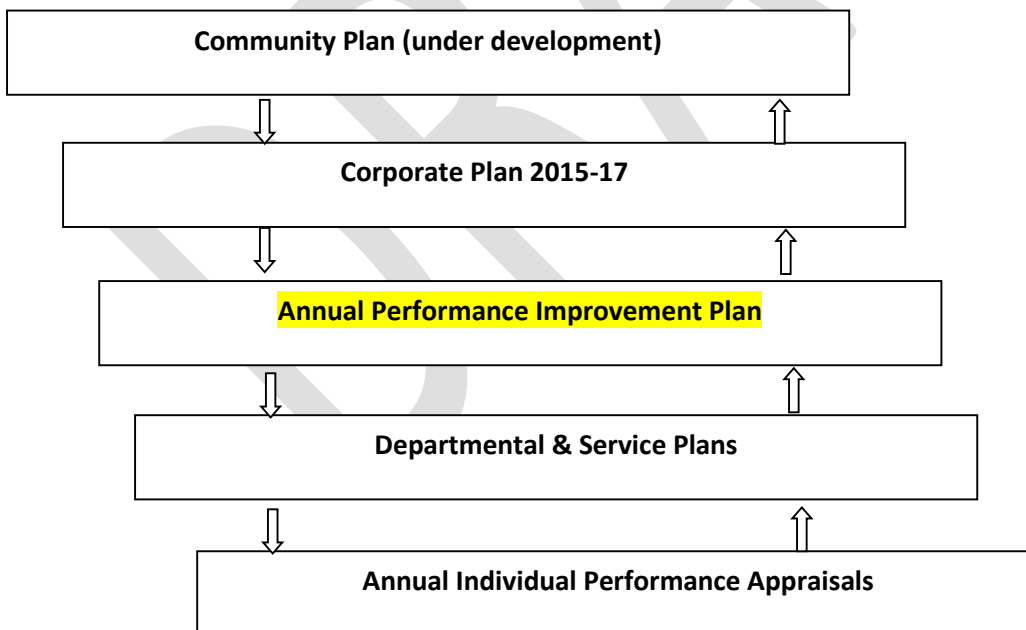 Community Plan (under development)
Corporate Plan 2015-17
Annual Performance Improvement Plan
Departmental & Service Plans
Annual Individual Performance Appraisals